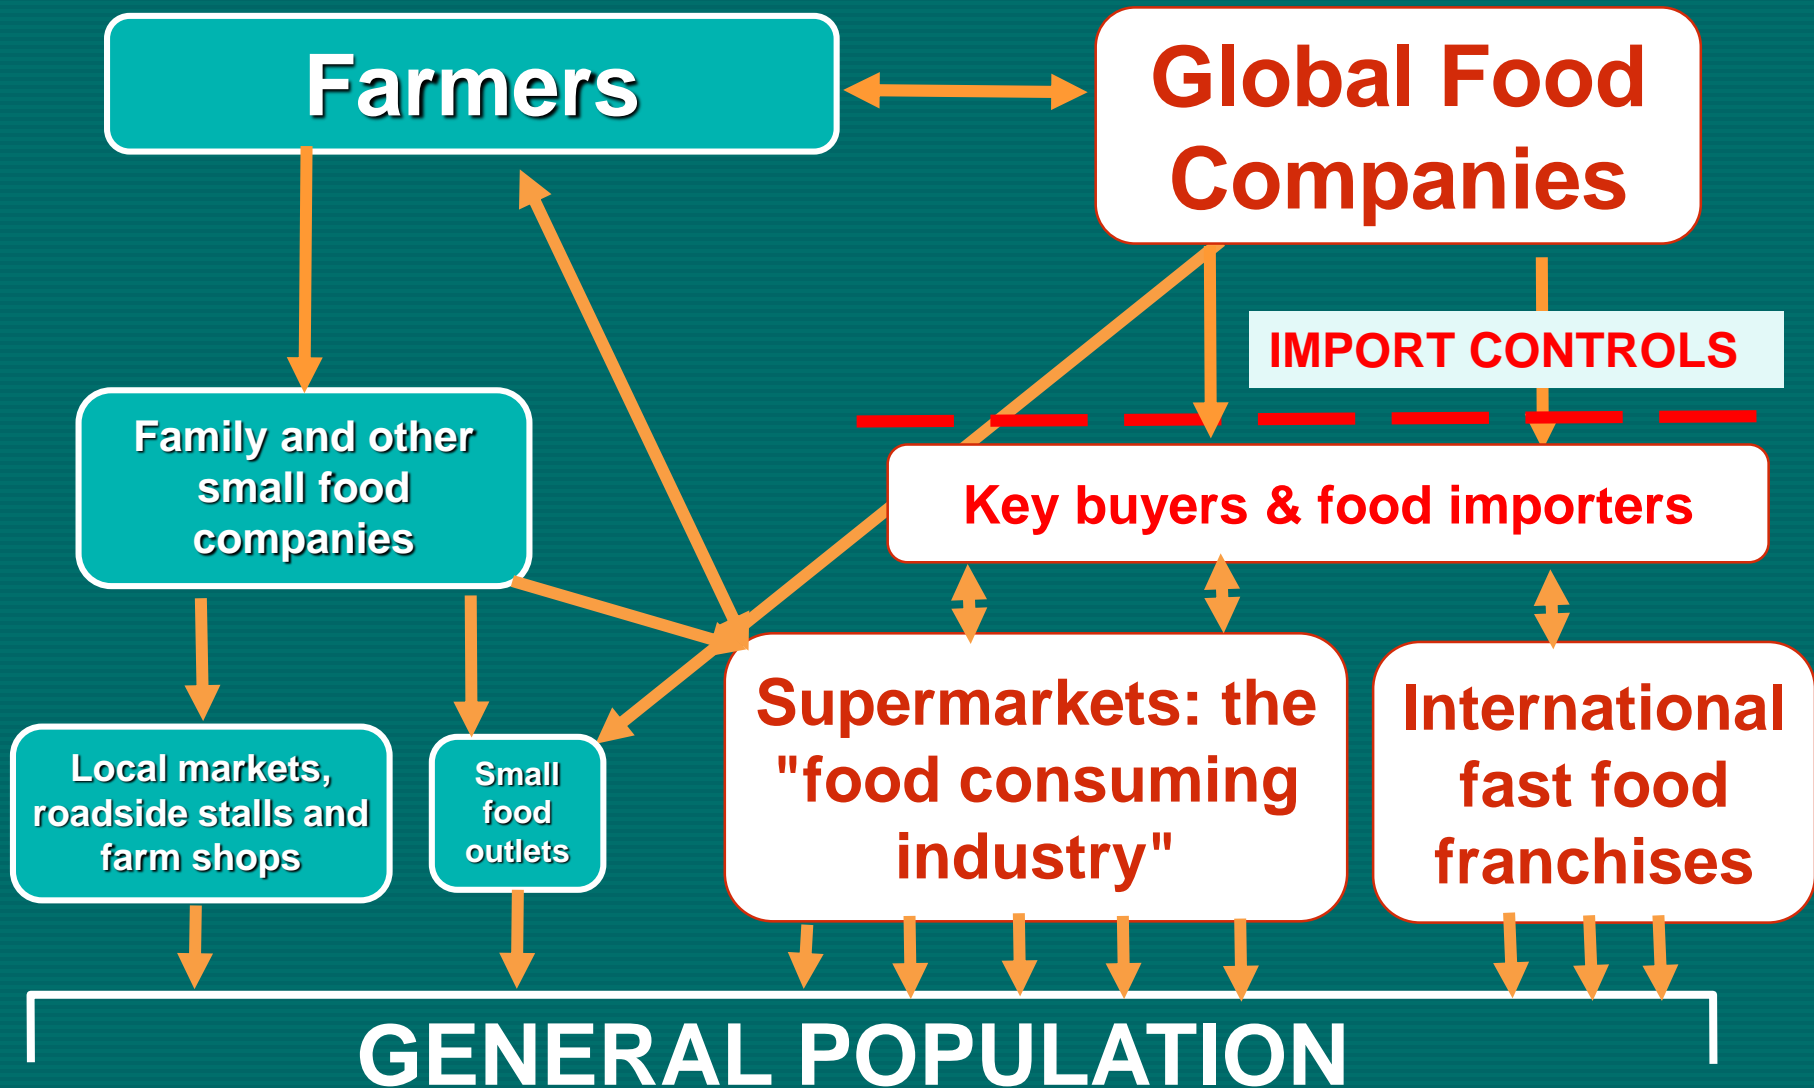 Farmers
Global Food
Companies
IMPORT CONTROLS
Family and other
small food
companies
Key buyers & food importers
Local markets,
roadside stalls and
farm shops
Small
food
outlets
Supermarkets: the
"food consuming
industry"
International
fast food
franchises
GENERAL POPULATION